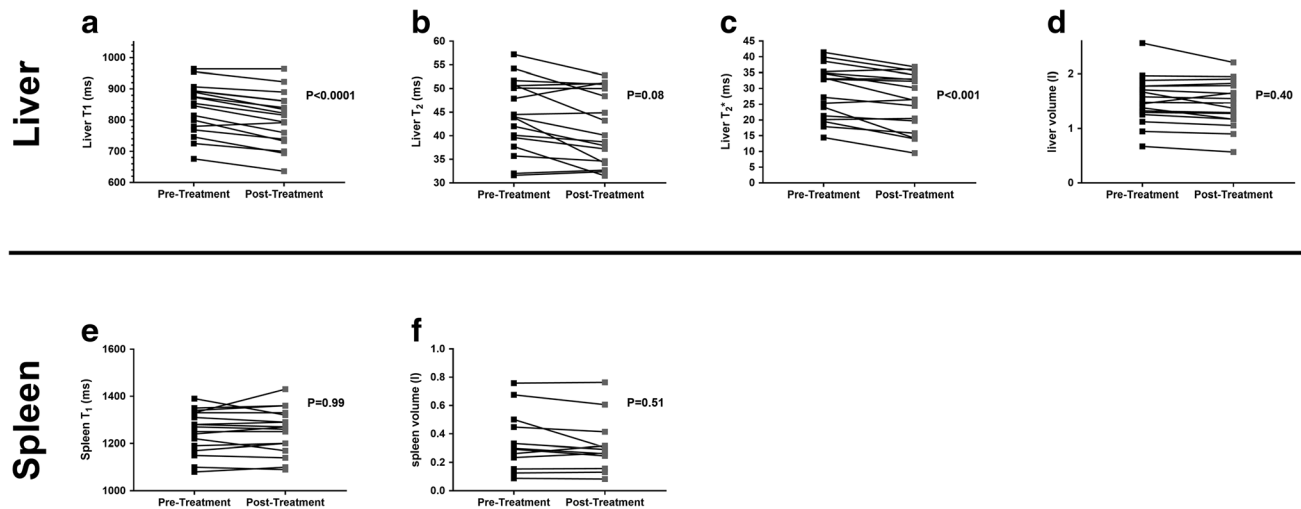 Liver
a
Liver T1 (ms)
1000
900
800
700
600
Pre-Treatment Post-Treatment
P<0.0001
b
Liver T₂ (ms)
60
55
50
45
40
35
30
Pre-Treatment Post-Treatment
P=0.08
c
Liver T₂* (ms)
45
40
35
30
25
20
15
10
5
0
Pre-Treatment Post-Treatment
P<0.001
d
liver volume (l)
2
1
0
Pre-Treatment Post-Treatment
P=0.40
Spleen
e
Spleen T₁ (ms)
1600
1400
1200
1000
Pre-Treatment Post-Treatment
P=0.99
f
spleen volume (l)
1.0
0.8
0.6
0.4
0.2
0.0
Pre-Treatment Post-Treatment
P=0.51